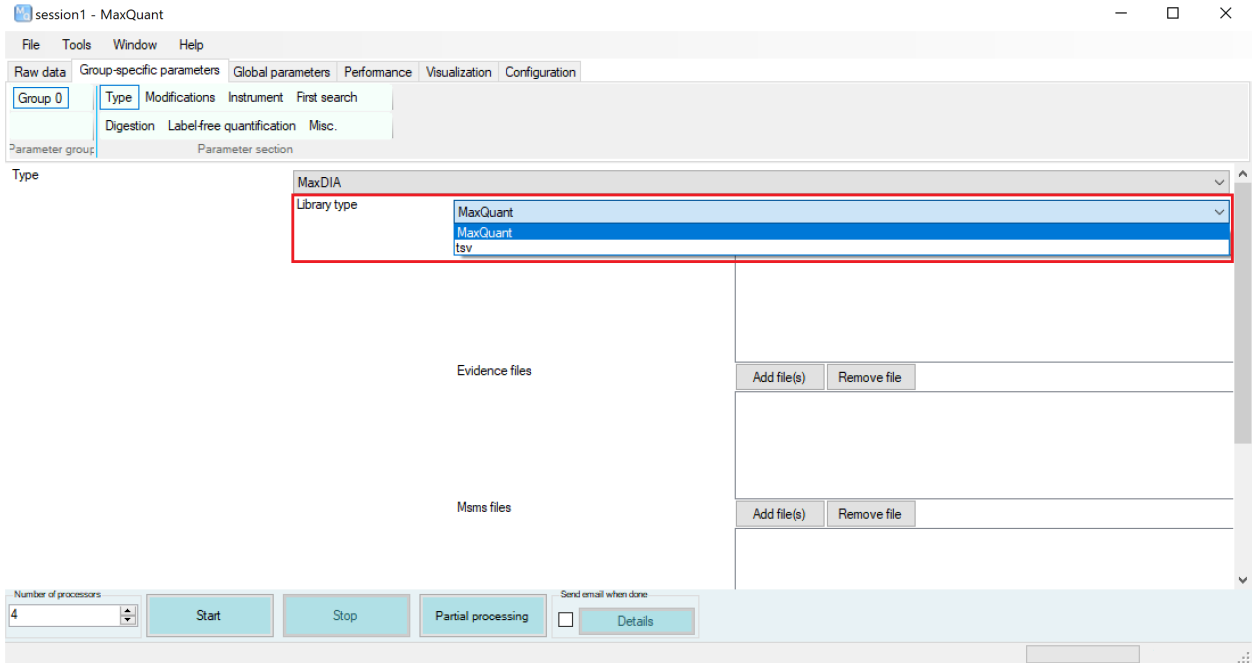 session1 - MaxQuant
File Tools Window Help
Raw data Group-specific parameters Global parameters Performance Visualization Configuration
Group 0 Type Modifications Instrument First search
Digestion Label-free quantification Misc.
Parameter group Parameter section
Type MaxDIA
Library type MaxQuant
MaxQuant
tsv
Evidence files Add file(s) Remove file
Msms files Add file(s) Remove file
Number of processors Send email when done
4 Start Stop Partial processing Details